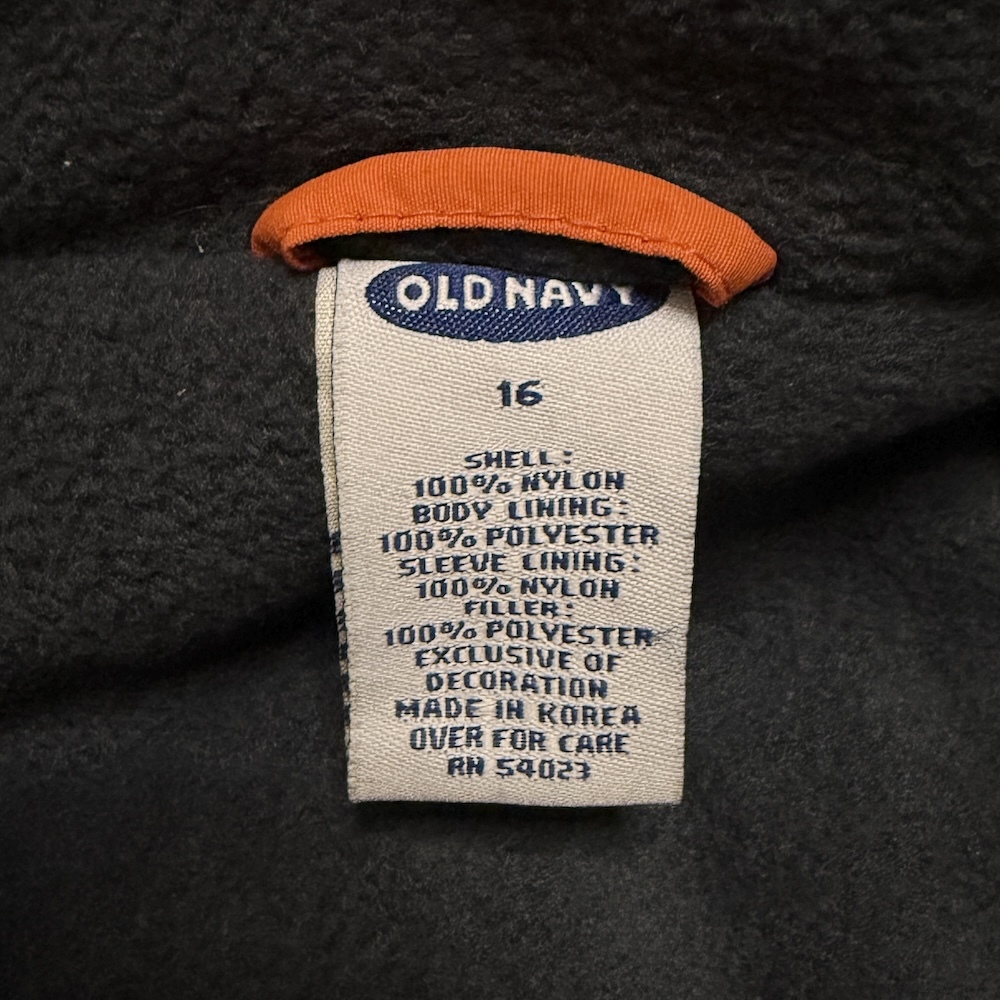 OLD NAVY
16
SHELL:
100% NYLON
BODY LINING:
100% POLYESTER
SLEEVE LINING:
100% NYLON
FILLER:
100% POLYESTER
EXCLUSIVE OF
DECORATION
MADE IN KOREA
OVER FOR CARE
RN 54023